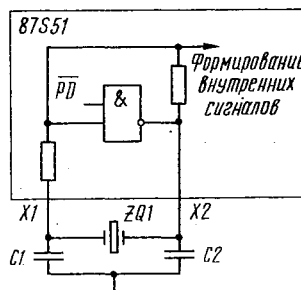 87S51
Формирование
внутренних
сигналов
PD
&
X1
ZQ1
X2
C1
C2